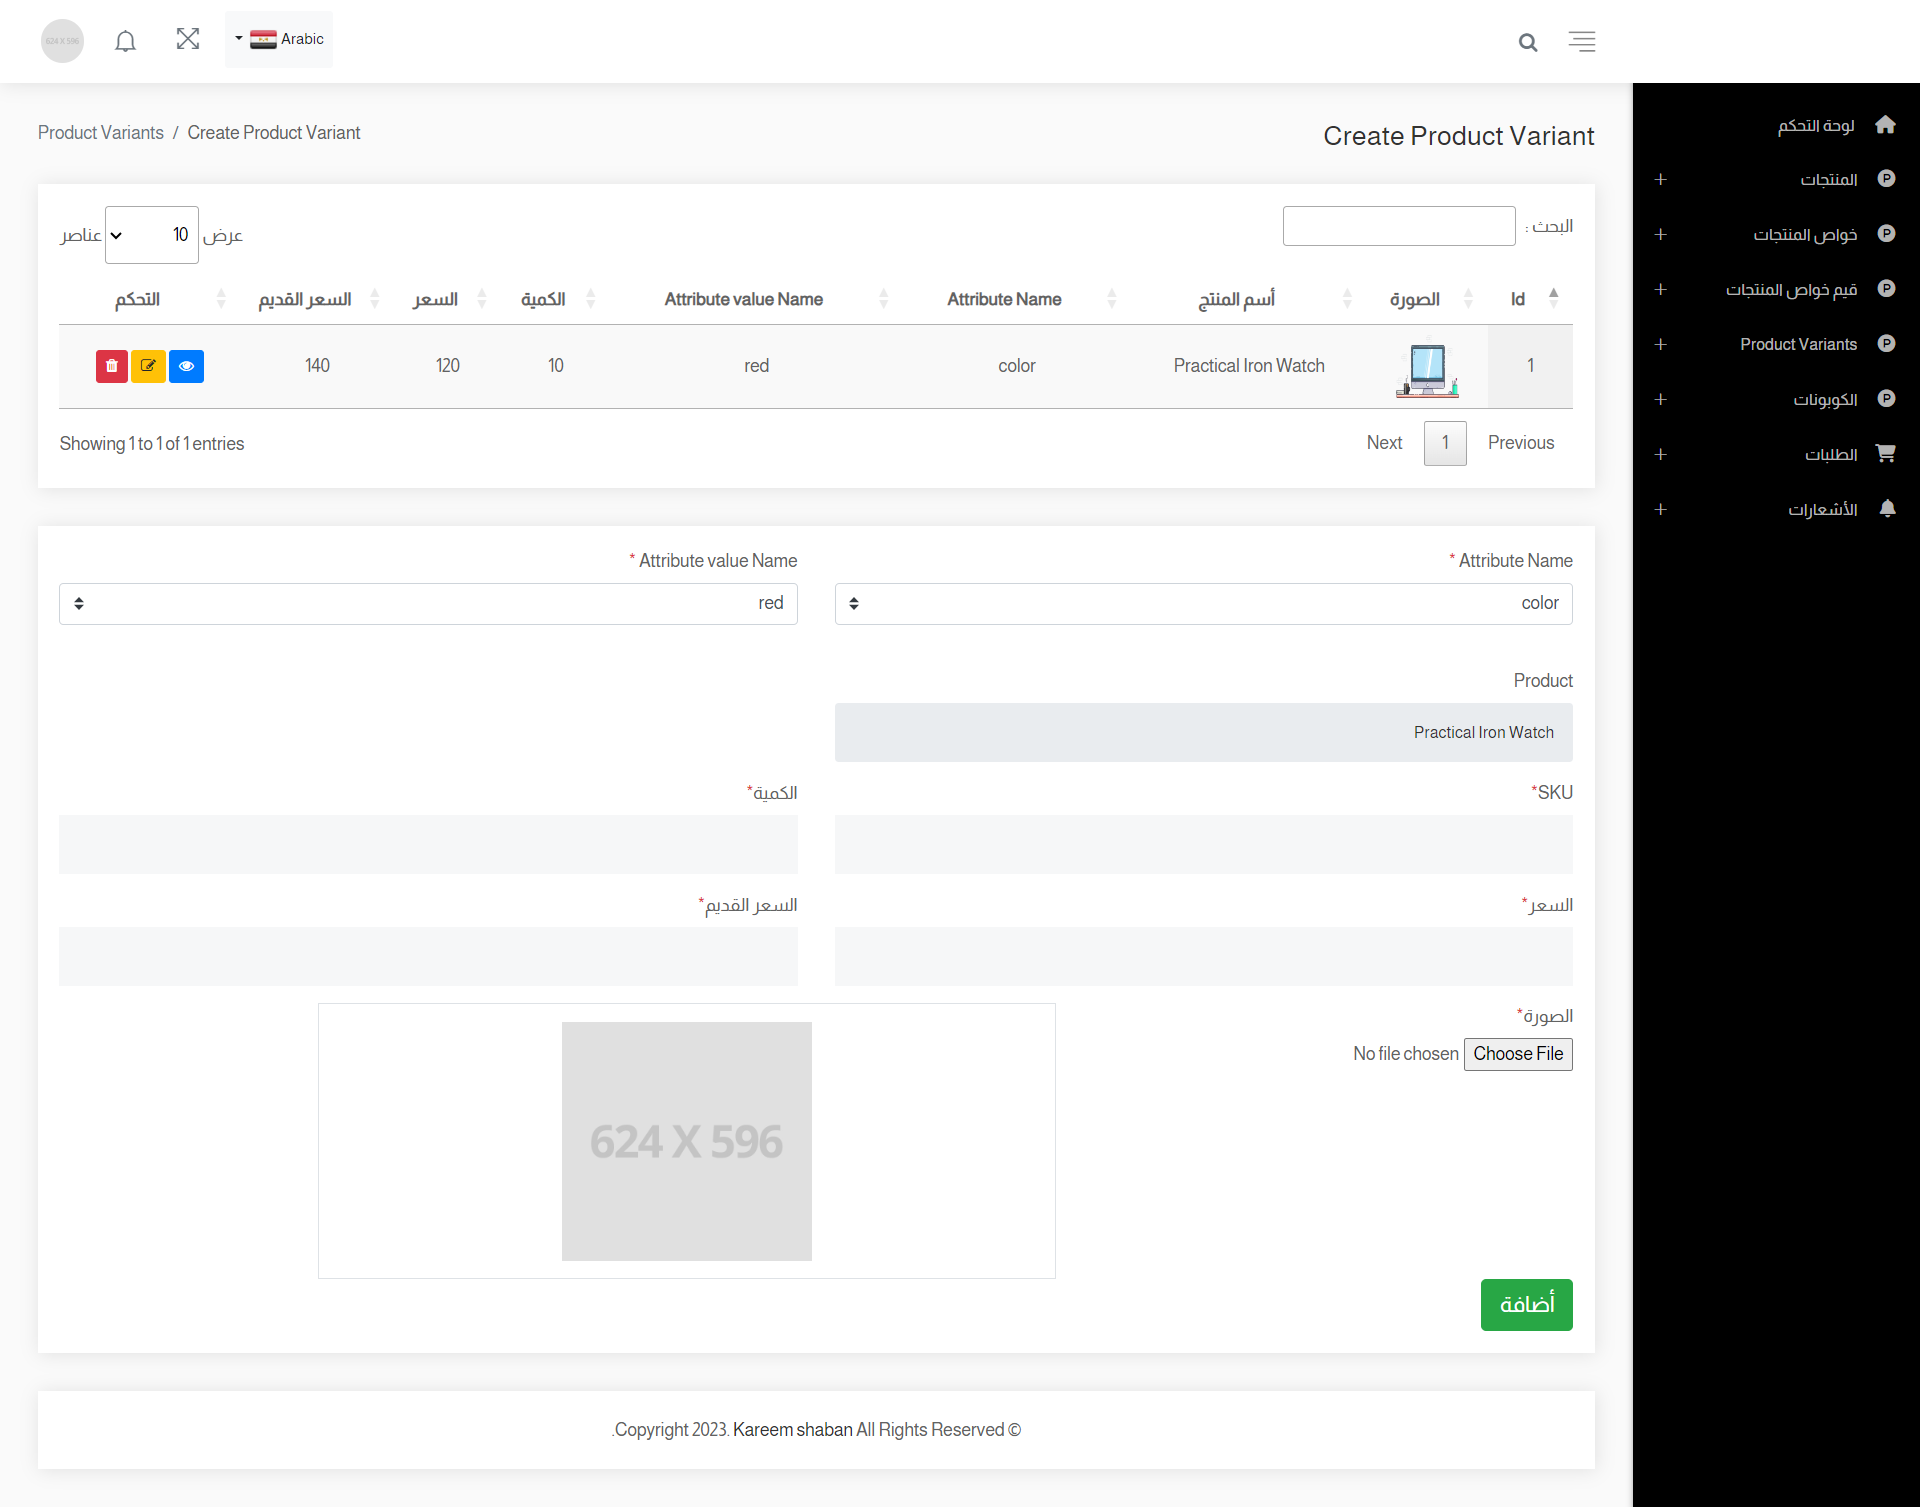 Arabic
624 X 596
لوحة التحكم
المنتجات
خواص المنتجات
قيم خواص المنتجات
Product Variants
الكوبونات
الطلبات
الأشعارات
Create Product Variant
Product Variants / Create Product Variant
البحث :
عرض 10 عناصر
Id الصورة أسم المنتج Attribute Name Attribute value Name الكمية السعر السعر القديم التحكم
1 Practical Iron Watch color red 10 120 140
Previous 1 Next
Showing 1 to 1 of 1 entries
Attribute Name *
Attribute value Name *
color
red
Product
Practical Iron Watch
SKU*
الكمية*
السعر*
السعر القديم*
الصورة*
Choose File No file chosen
624 X 596
أضافة
.Copyright 2023. Kareem shaban All Rights Reserved ©